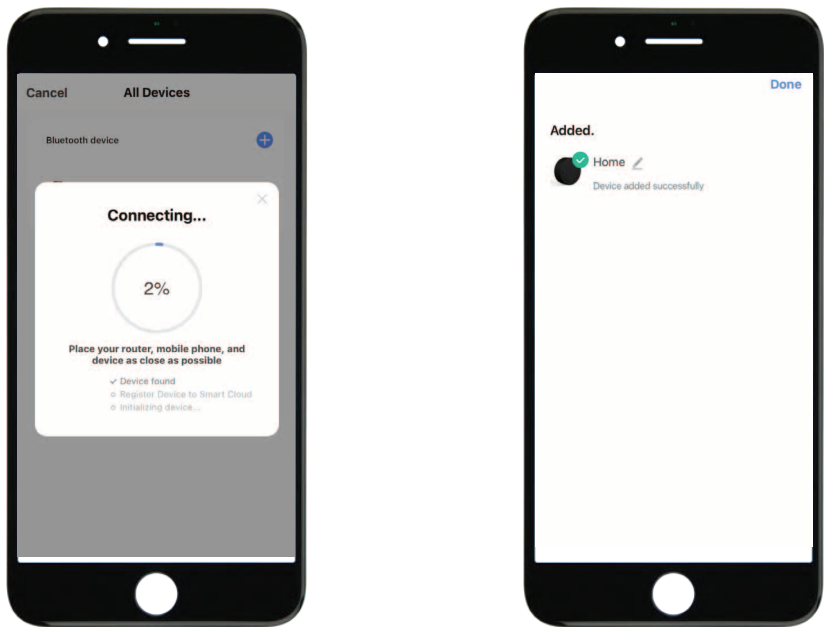 Cancel
All Devices
Bluetooth device
Connecting...
2%
Place your router, mobile phone, and
device as close as possible
Device found
Register Device to Smart Cloud
Initializing device...
Done
Added.
Home
Device added successfully